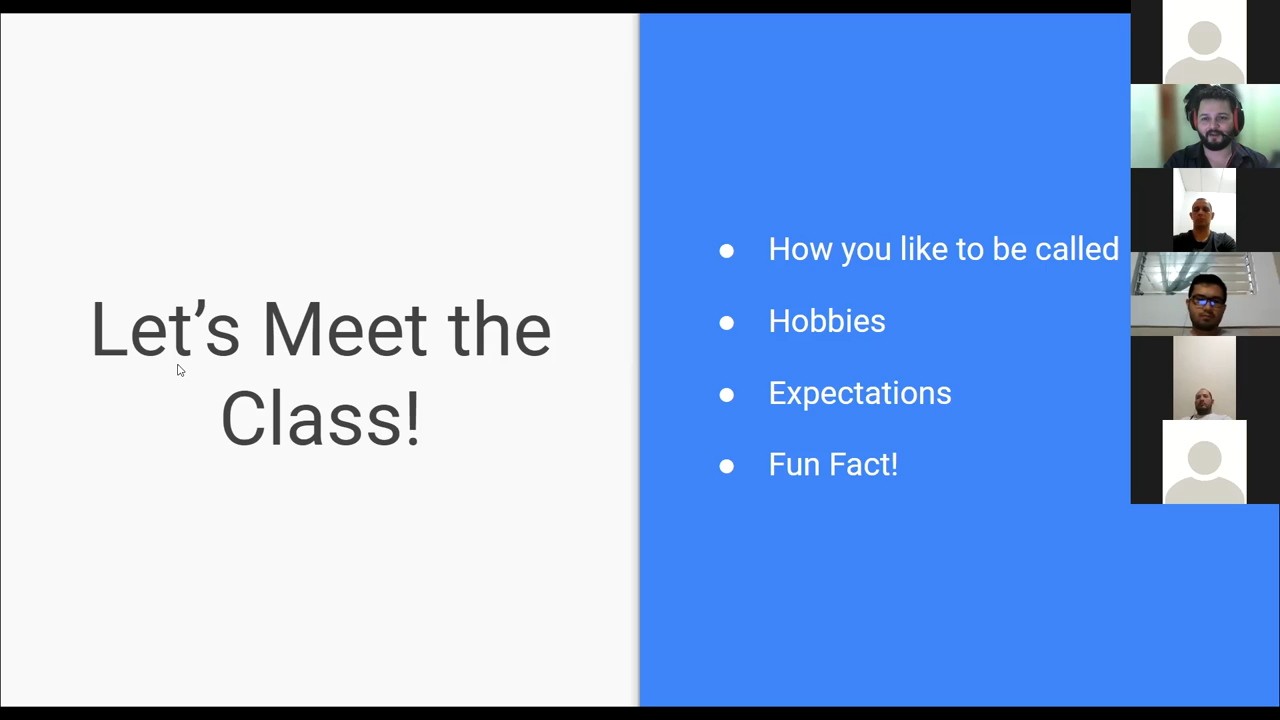 Let’s Meet the
Class!
● How you like to be called
● Hobbies
● Expectations
● Fun Fact!